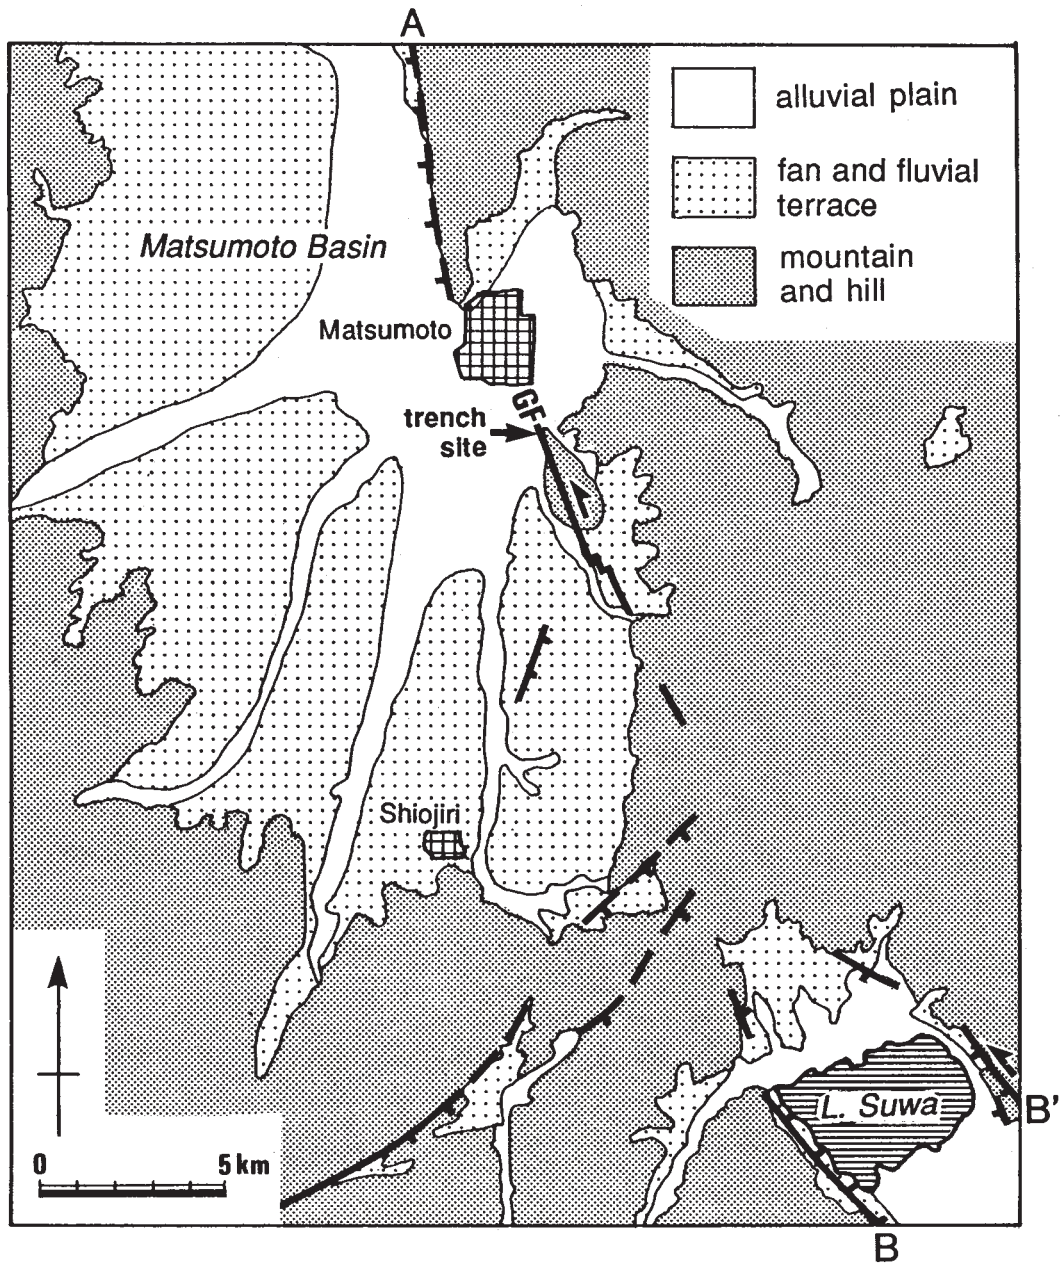 A
alluvial plain
fan and fluvial
terrace
mountain
and hill
Matsumoto Basin
Matsumoto
GF
trench
site
Shiojiri
0 5 km
L. Suwa
B'
B